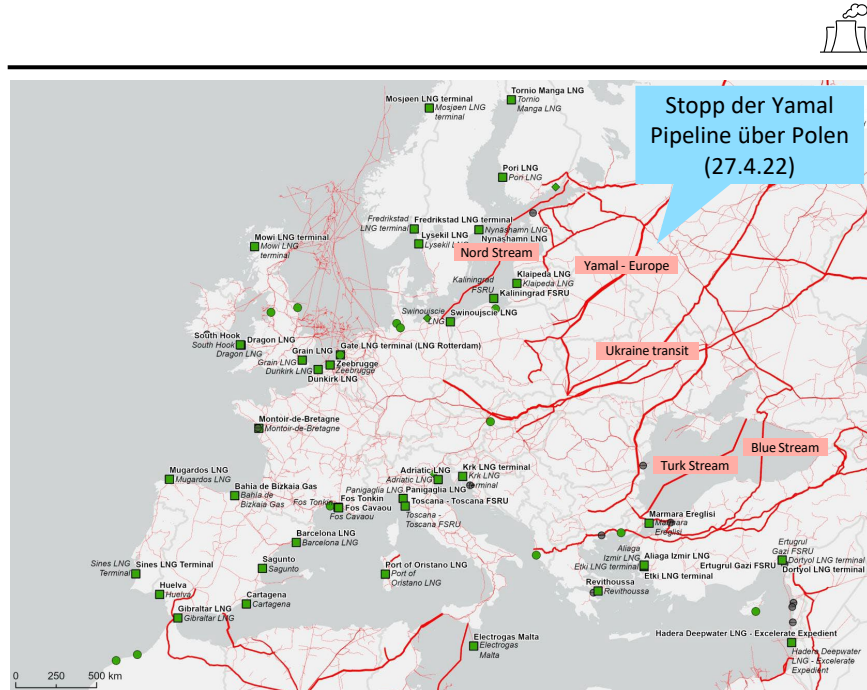 Stopp der Yamal
Pipeline über Polen
(27.4.22)
Mosjøen LNG terminal
Mosjøen LNG
terminal
Tornio Manga LNG
Tornio
Manga LNG
Pori LNG
Pori LNG
Fredrikstad
LNG terminal
Fredrikstad LNG terminal
Nynäshamn LNG
Nynäshamn LNG
Lysekil LNG
Lysekil LNG
Mowi LNG terminal
Mowi LNG
terminal
Nord Stream
Yamal - Europe
Klaipeda LNG
Klaipeda LNG
Kaliningrad
FSRU
Kaliningrad FSRU
Swinoujscie
LNG
Swinoujscie LNG
South Hook
South Hook
Dragon LNG
Dragon LNG
Gate LNG terminal (LNG Rotterdam)
Grain LNG
Grain LNG
Zeebrugge
Zeebrugge
Dunkirk LNG
Dunkirk LNG
Ukraine transit
Montoir-de-Bretagne
Montoir-de-Bretagne
Blue Stream
Turk Stream
Mugardos LNG
Mugardos LNG
Bahia de Bizkaia Gas
Bahia de
Bizkaia Gas
Fos Tonkin
Fos Tonkin
Fos Cavaou
Fos Cavaou
Adriatic LNG
Adriatic LNG
Krk LNG terminal
Krk LNG
terminal
Panigaglia LNG
Panigaglia LNG
Toscana - Toscana FSRU
Toscana -
Toscana FSRU
Marmara Ereglisi
Marmara
Ereglisi
Barcelona LNG
Barcelona LNG
Sines LNG
Terminal
Sines LNG Terminal
Sagunto
Sagunto
Port of Oristano LNG
Port of
Oristano LNG
Aliaga
Izmir LNG
Aliaga Izmir LNG
Etki LNG terminal
Etki LNG terminal
Ertugrul
Gazi FSRU
Ertugrul Gazi FSRU
Dortyol LNG terminal
Dortyol LNG terminal
Huelva
Huelva
Cartagena
Cartagena
Revithoussa
Revithoussa
Gibraltar LNG
Gibraltar LNG
Electrogas Malta
Electrogas
Malta
Hadera Deepwater LNG - Excelerate Expedient
Hadera Deepwater
LNG - Excelerate
Expedient
0 250 500 km